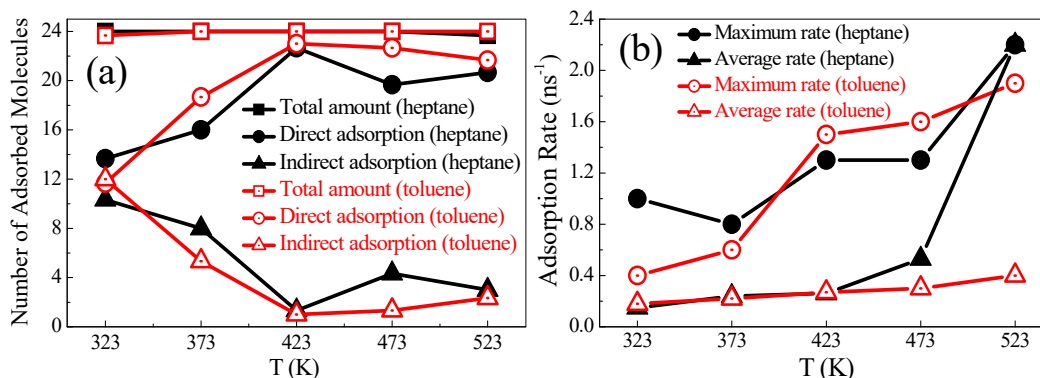 (a)
Number of Adsorbed Molecules
24
20
16
12
8
4
0
Total amount (heptane)
Direct adsorption (heptane)
Indirect adsorption (heptane)
Total amount (toluene)
Direct adsorption (toluene)
Indirect adsorption (toluene)
323 373 423 473 523
T (K)
(b)
Adsorption Rate (ns⁻¹)
2.4
2.0
1.6
1.2
0.8
0.4
0.0
Maximum rate (heptane)
Average rate (heptane)
Maximum rate (toluene)
Average rate (toluene)
323 373 423 473 523
T (K)